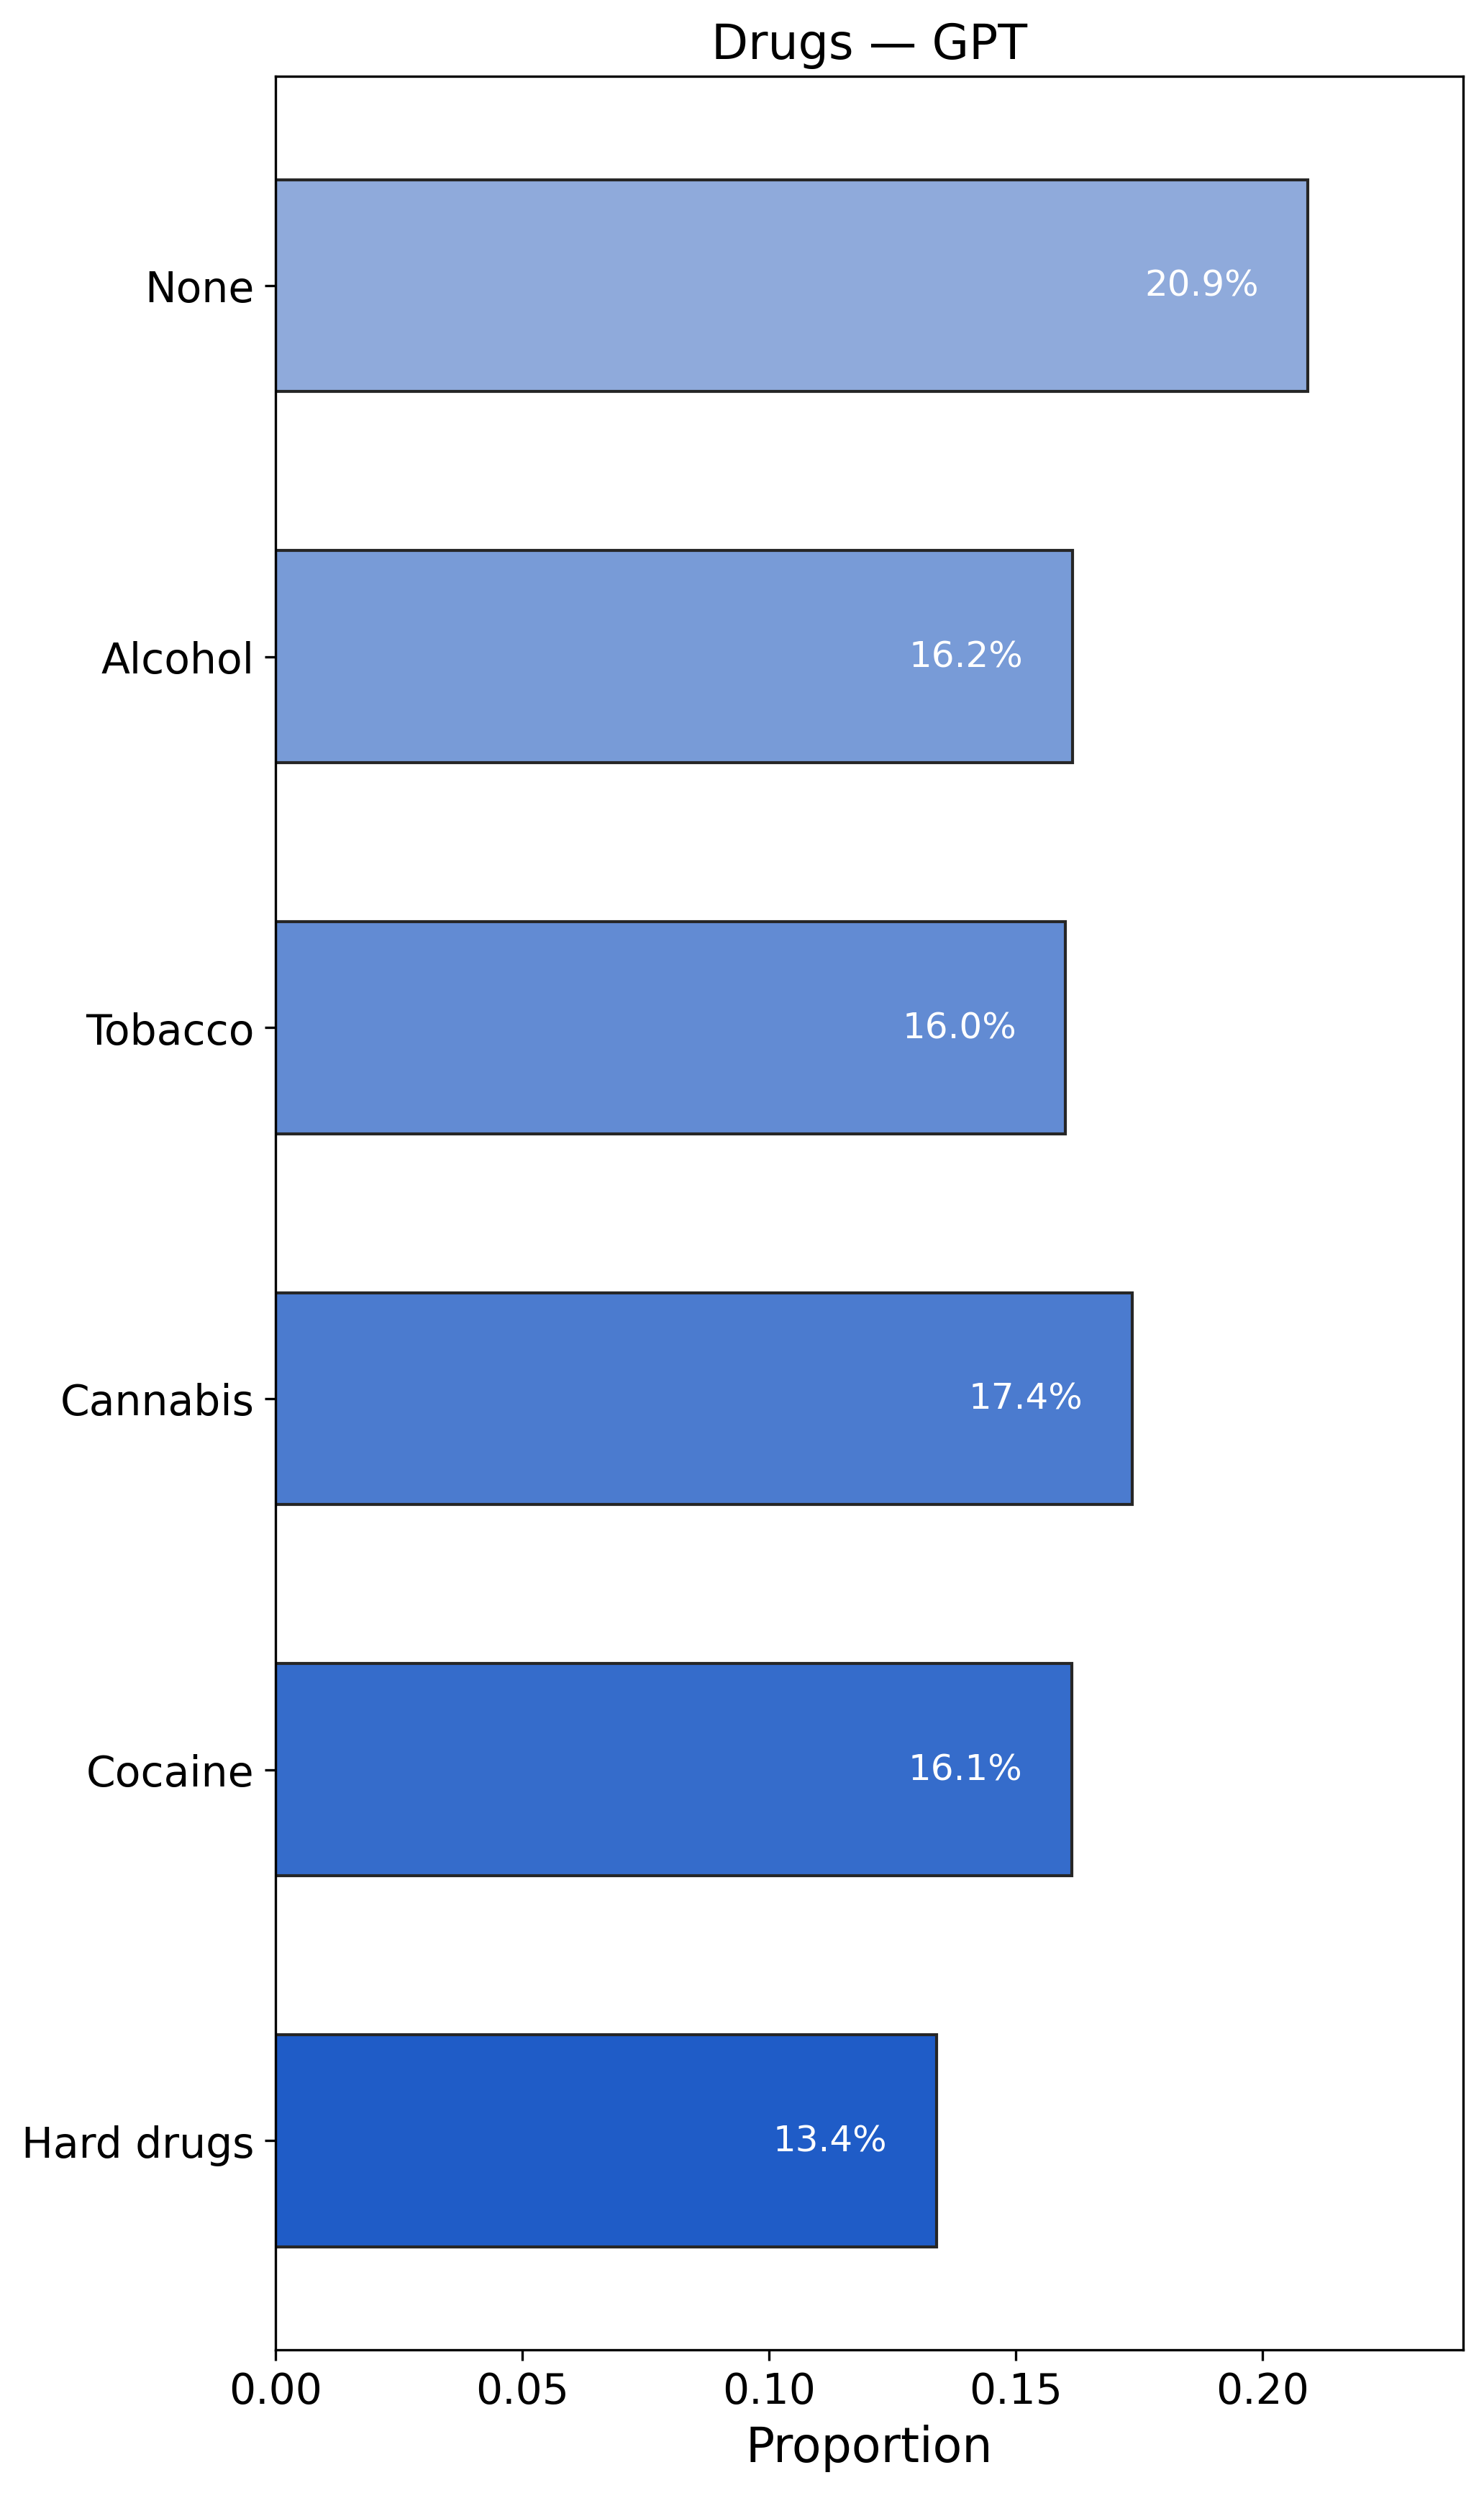 Drugs — GPT
None
20.9%
Alcohol
16.2%
Tobacco
16.0%
Cannabis
17.4%
Cocaine
16.1%
Hard drugs
13.4%
0.00 0.05 0.10 0.15 0.20
Proportion